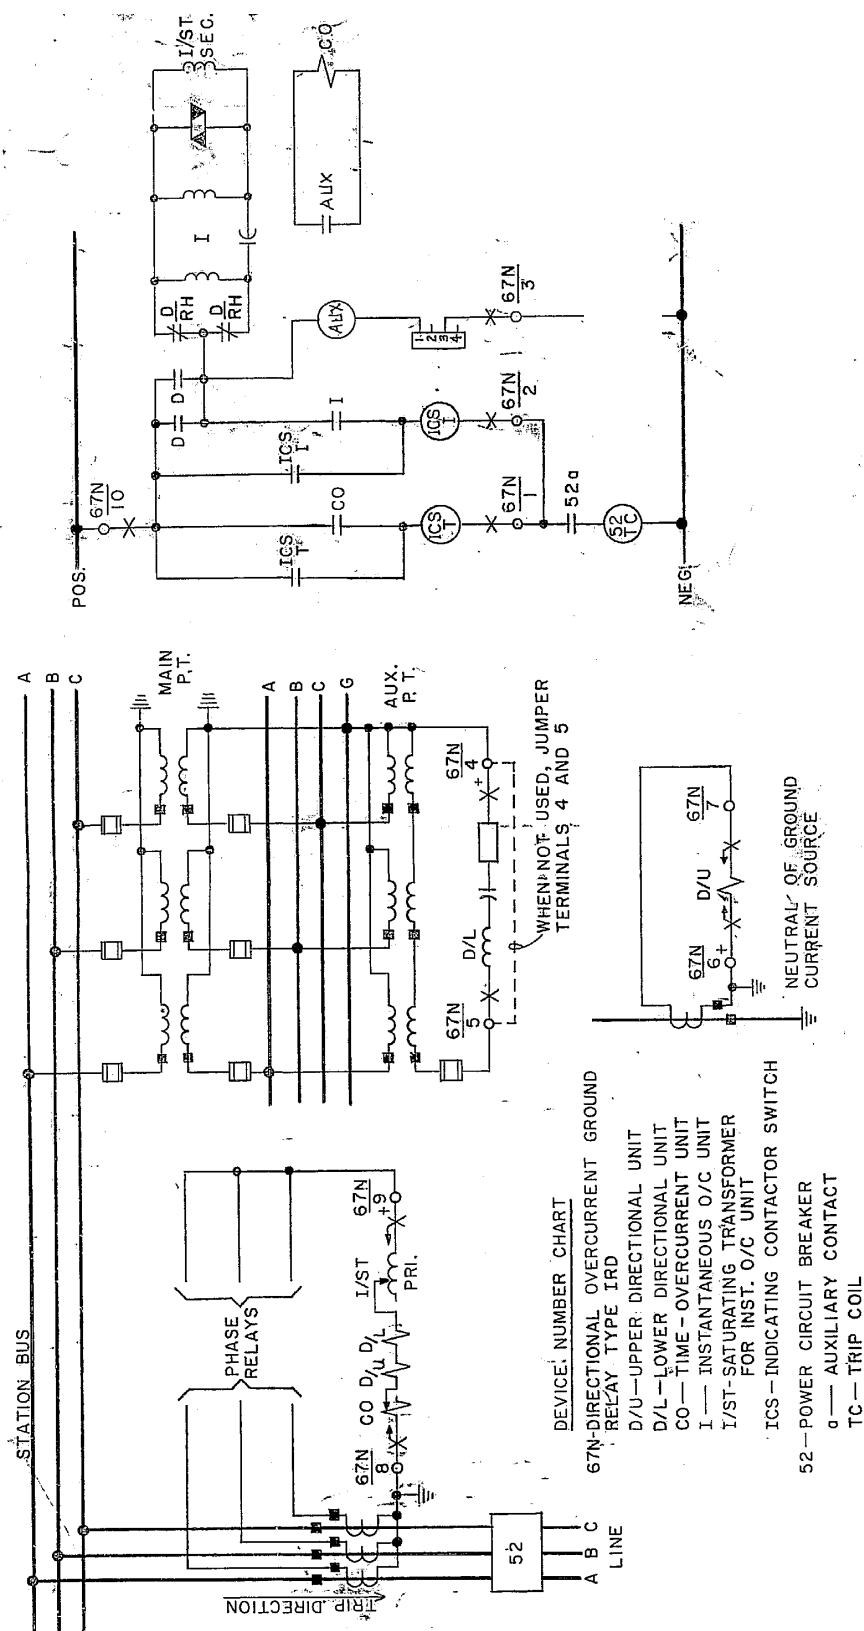 STATION BUS
A
B
C
MAIN
P.T.
A
B
C
G
AUX.
P.T.
PHASE
RELAYS
TRIP DIRECTION
52
A B C
LINE
67N
8
CO D/U D/L
I/ST
PRI.
67N
+9
67N
5
D/L
67N
4
+
WHEN NOT USED, JUMPER
TERMINALS 4 AND 5
67N
6
+
D/U
67N
7
NEUTRAL OF GROUND
CURRENT SOURCE
DEVICE NUMBER CHART
67N-DIRECTIONAL OVERCURRENT GROUND
RELAY TYPE IRD
D/U—UPPER DIRECTIONAL UNIT
D/L—LOWER DIRECTIONAL UNIT
CO—TIME-OVERCURRENT UNIT
I—INSTANTANEOUS O/C UNIT
I/ST-SATURATING TRANSFORMER
FOR INST. O/C UNIT
ICS-INDICATING CONTACTOR SWITCH
52—POWER CIRCUIT BREAKER
a—AUXILIARY CONTACT
TC—TRIP COIL
POS.
67N
10
ICS
T
CO
ICS
I
I
D
D
D
RH
D
RH
I
I/ST
SEC.
AUX
CO
ICS
T
ICS
I
AUX
1
2
3
4
67N
1
67N
2
67N
3
52a
52
TC
NEG.